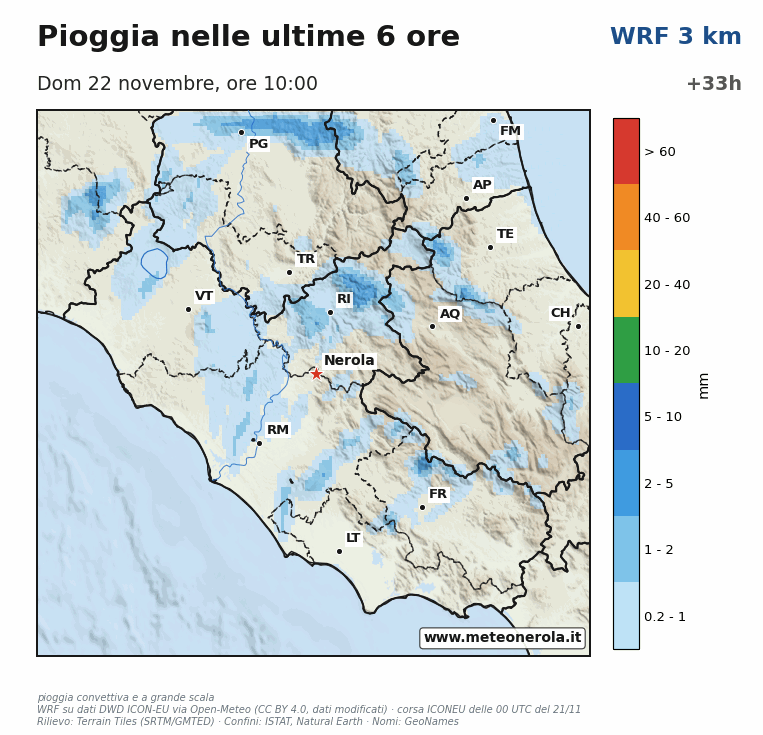 Pioggia nelle ultime 6 ore
WRF 3 km
Dom 22 novembre, ore 10:00
+33h
FM
PG
AP
TE
TR
VT
RI
AQ
CH
Nerola
RM
FR
LT
www.meteonerola.it
> 60
40 - 60
20 - 40
10 - 20
5 - 10
2 - 5
1 - 2
0.2 - 1
mm
pioggia convettiva e a grande scala
WRF su dati DWD ICON-EU via Open-Meteo (CC BY 4.0, dati modificati) · corsa ICONEU delle 00 UTC del 21/11
Rilievo: Terrain Tiles (SRTM/GMTED) · Confini: ISTAT, Natural Earth · Nomi: GeoNames